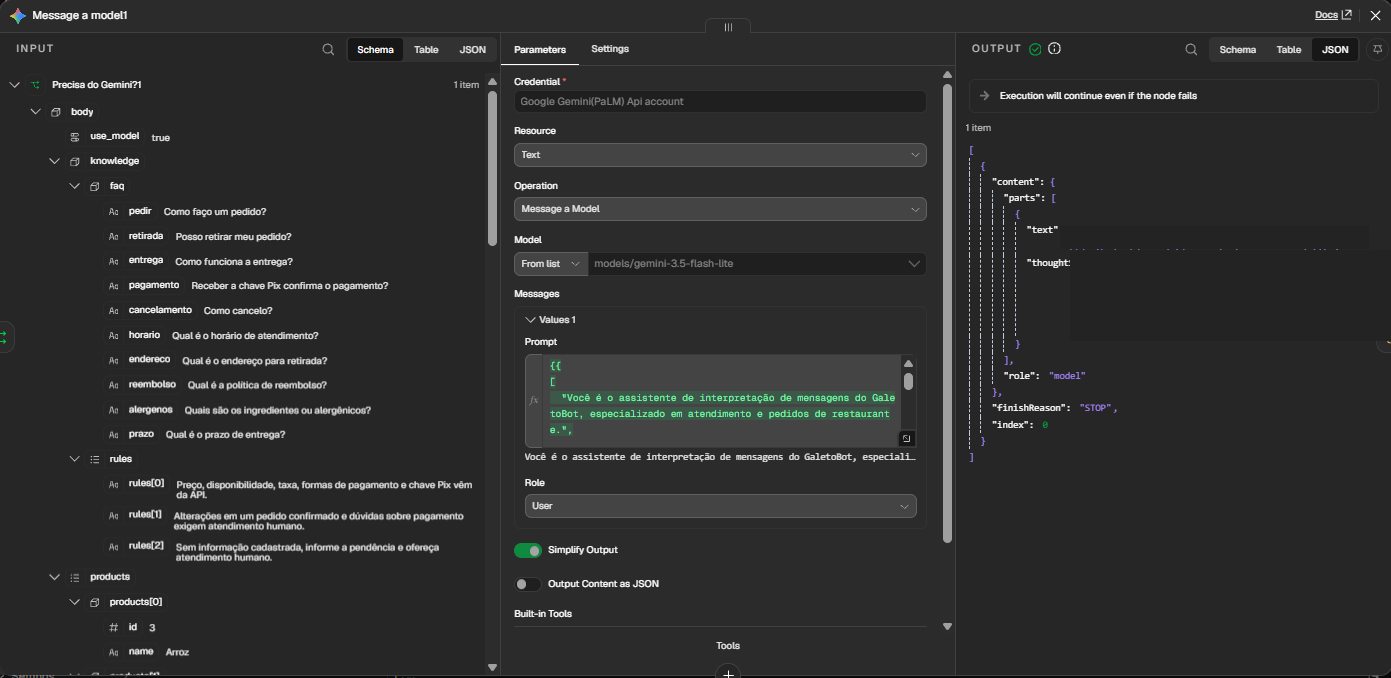 Message a model1
Docs
INPUT
Schema
Table
JSON
Precisa do Gemini?1
1 item
body
use_model true
knowledge
faq
pedir Como faço um pedido?
retirada Posso retirar meu pedido?
entrega Como funciona a entrega?
pagamento Receber a chave Pix confirma o pagamento?
cancelamento Como cancelo?
horario Qual é o horário de atendimento?
endereco Qual é o endereço para retirada?
reembolso Qual é a política de reembolso?
alergenos Quais são os ingredientes ou alergênicos?
prazo Qual é o prazo de entrega?
rules
rules[0] Preço, disponibilidade, taxa, formas de pagamento e chave Pix vêm
da API.
rules[1] Alterações em um pedido confirmado e dúvidas sobre pagamento
exigem atendimento humano.
rules[2] Sem informação cadastrada, informe a pendência e ofereça
atendimento humano.
products
products[0]
# id 3
name Arroz
products[1]
Parameters
Settings
Credential *
Google Gemini(PaLM) Api account
Resource
Text
Operation
Message a Model
Model
From list
models/gemini-3.5-flash-lite
Messages
Values 1
Prompt
fx
{{
[
"Você é o assistente de interpretação de mensagens do Gale
toBot, especializado em atendimento e pedidos de restaurant
e.",
Você é o assistente de interpretação de mensagens do GaletoBot, especiali…
Role
User
Simplify Output
Output Content as JSON
Built-in Tools
Tools
OUTPUT
Schema
Table
JSON
Execution will continue even if the node fails
1 item
[
{
"content": {
"parts": [
{
"text"
"thought
}
],
"role": "model"
},
"finishReason": "STOP",
"index": 0
}
]